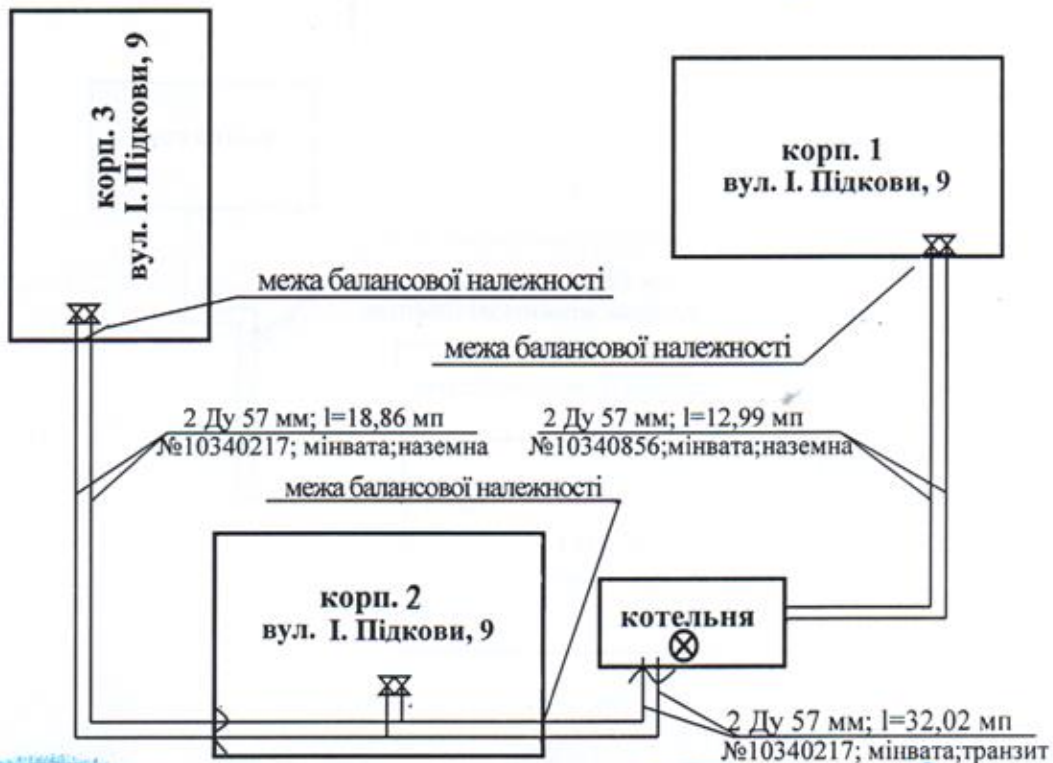 корп. 3
вул. І. Підкови, 9
корп. 1
вул. І. Підкови, 9
межа балансової належності
межа балансової належності
2 Ду 57 мм; l=18,86 мп
№10340217; мінвата;наземна
2 Ду 57 мм; l=12,99 мп
№10340856;мінвата;наземна
межа балансової належності
корп. 2
вул. І. Підкови, 9
котельня
2 Ду 57 мм; l=32,02 мп
№10340217; мінвата;транзит